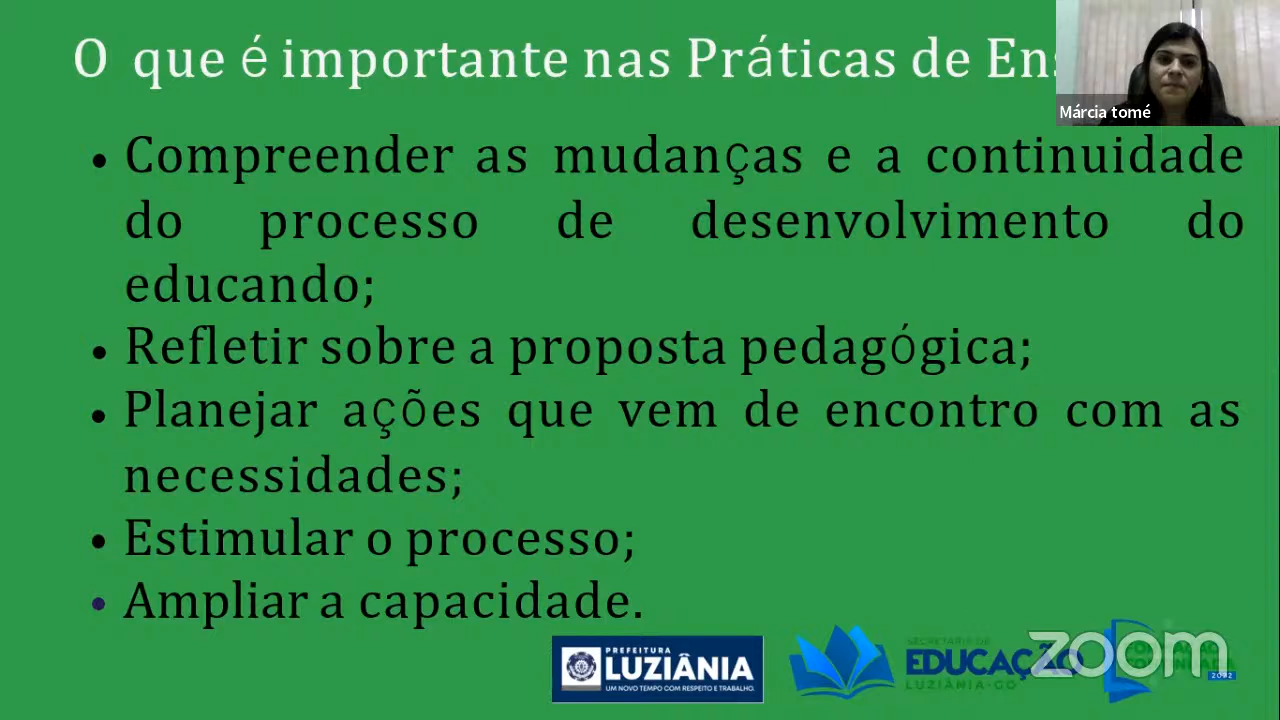 O que é importante nas Práticas de
Márcia tomé
• Compreender as mudanças e a continuidade
do processo de desenvolvimento do
educando;
• Refletir sobre a proposta pedagógica;
• Planejar ações que vem de encontro com as
necessidades;
• Estimular o processo;
• Ampliar a capacidade.
PREFEITURA
LUZIÂNIA
UM NOVO TEMPO COM RESPEITO E TRABALHO.
SECRETARIA DE
EDUCAÇÃO
LUZIÂNIA-GO
zoom
2022